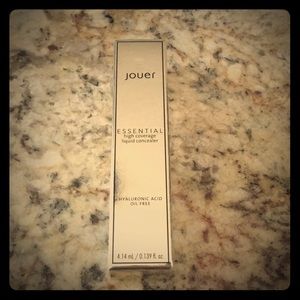 jouer
ESSENTIAL
high coverage
liquid concealer
HYALURONIC ACID
OIL FREE
4.14 mL / 0.139 fl. oz